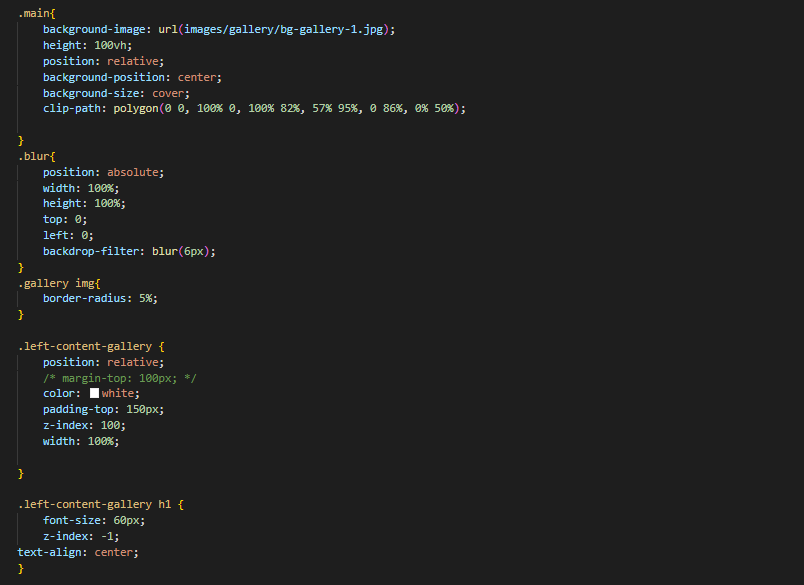 .main{
    background-image: url(images/gallery/bg-gallery-1.jpg);
    height: 100vh;
    position: relative;
    background-position: center;
    background-size: cover;
    clip-path: polygon(0 0, 100% 0, 100% 82%, 57% 95%, 0 86%, 0% 50%);
}
.blur{
    position: absolute;
    width: 100%;
    height: 100%;
    top: 0;
    left: 0;
    backdrop-filter: blur(6px);
}
.gallery img{
    border-radius: 5%;
}
.left-content-gallery {
    position: relative;
    /* margin-top: 100px; */
    color: white;
    padding-top: 150px;
    z-index: 100;
    width: 100%;
}
.left-content-gallery h1 {
    font-size: 60px;
    z-index: -1;
text-align: center;
}